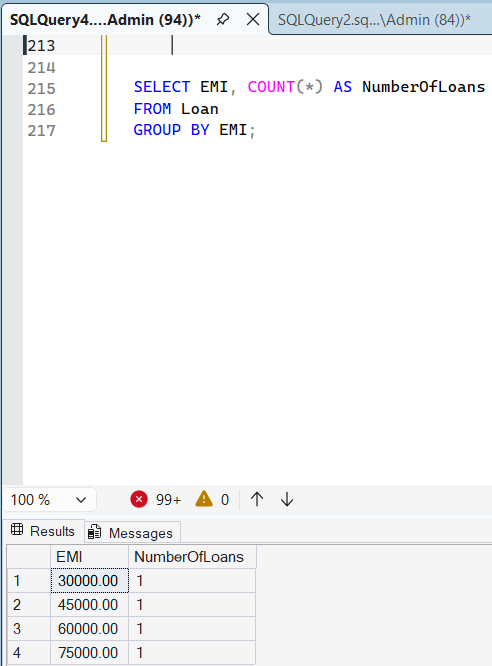 SQLQuery4....Admin (94))* SQLQuery2.sq...\Admin (84))*
213
214
215 SELECT EMI, COUNT(*) AS NumberOfLoans
216 FROM Loan
217 GROUP BY EMI;
100 % 99+ 0
Results Messages
EMI NumberOfLoans
1 30000.00 1
2 45000.00 1
3 60000.00 1
4 75000.00 1